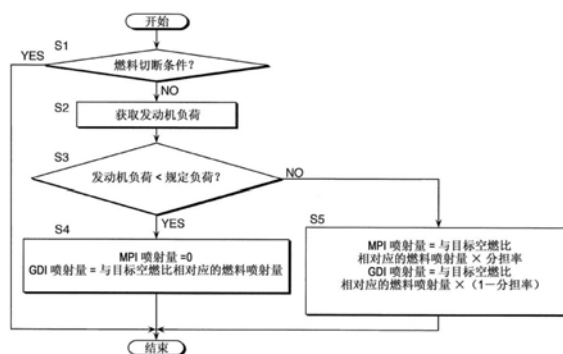 开始
S1
YES
燃料切断条件?
NO
S2
获取发动机负荷
S3
发动机负荷 < 规定负荷?
NO
YES
S4
MPI 喷射量 =0
GDI 喷射量 = 与目标空燃比相对应的燃料喷射量
S5
MPI 喷射量 = 与目标空燃比
相对应的燃料喷射量 × 分担率
GDI 喷射量 = 与目标空燃比
相对应的燃料喷射量 × (1－分担率)
结束